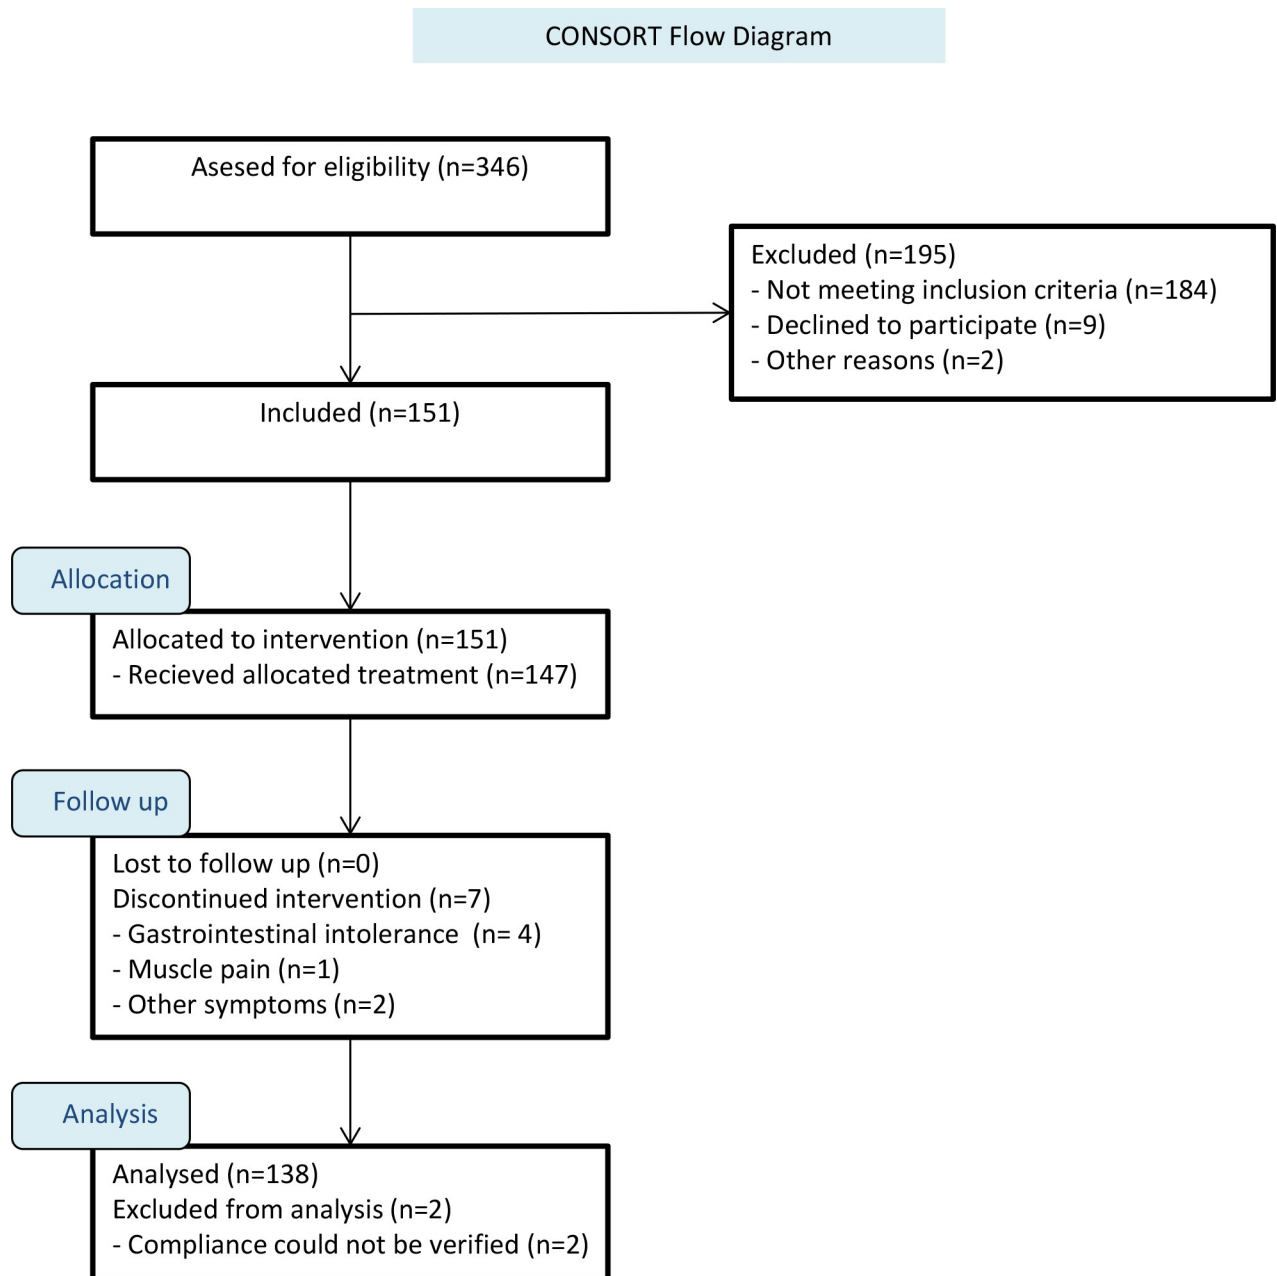 CONSORT Flow Diagram
Asesed for eligibility (n=346)
Excluded (n=195)
- Not meeting inclusion criteria (n=184)
- Declined to participate (n=9)
- Other reasons (n=2)
Included (n=151)
Allocation
Allocated to intervention (n=151)
- Recieved allocated treatment (n=147)
Follow up
Lost to follow up (n=0)
Discontinued intervention (n=7)
- Gastrointestinal intolerance  (n= 4)
- Muscle pain (n=1)
- Other symptoms (n=2)
Analysis
Analysed (n=138)
Excluded from analysis (n=2)
- Compliance could not be verified (n=2)